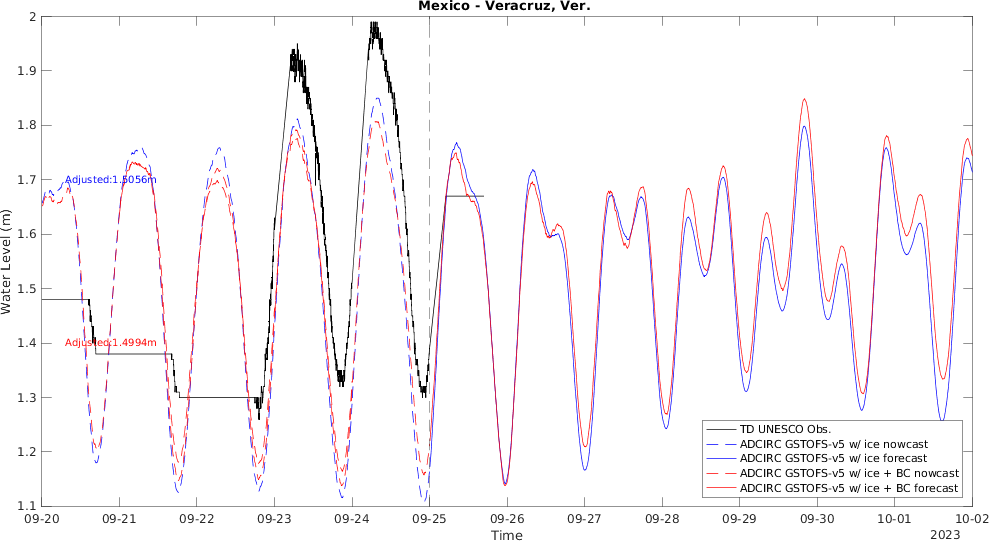 Mexico - Veracruz, Ver.
2
1.9
1.8
1.7
1.6
1.5
1.4
1.3
1.2
1.1
Water Level (m)
Adjusted:1.5056m
Adjusted:1.4994m
TD UNESCO Obs.
ADCIRC GSTOFS-v5 w/ ice nowcast
ADCIRC GSTOFS-v5 w/ ice forecast
ADCIRC GSTOFS-v5 w/ ice + BC nowcast
ADCIRC GSTOFS-v5 w/ ice + BC forecast
09-20 09-21 09-22 09-23 09-24 09-25 09-26 09-27 09-28 09-29 09-30 10-01 10-02
Time
2023